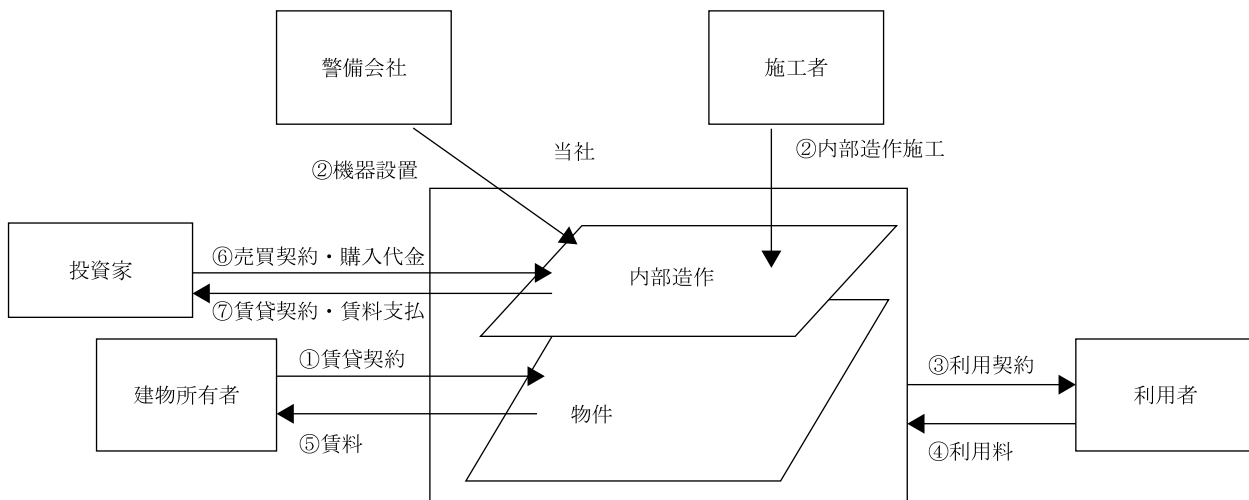 警備会社
施工者
当社
②機器設置
②内部造作施工
投資家
⑥売買契約・購入代金
内部造作
⑦賃貸契約・賃料支払
①賃貸契約
建物所有者
③利用契約
利用者
物件
⑤賃料
④利用料